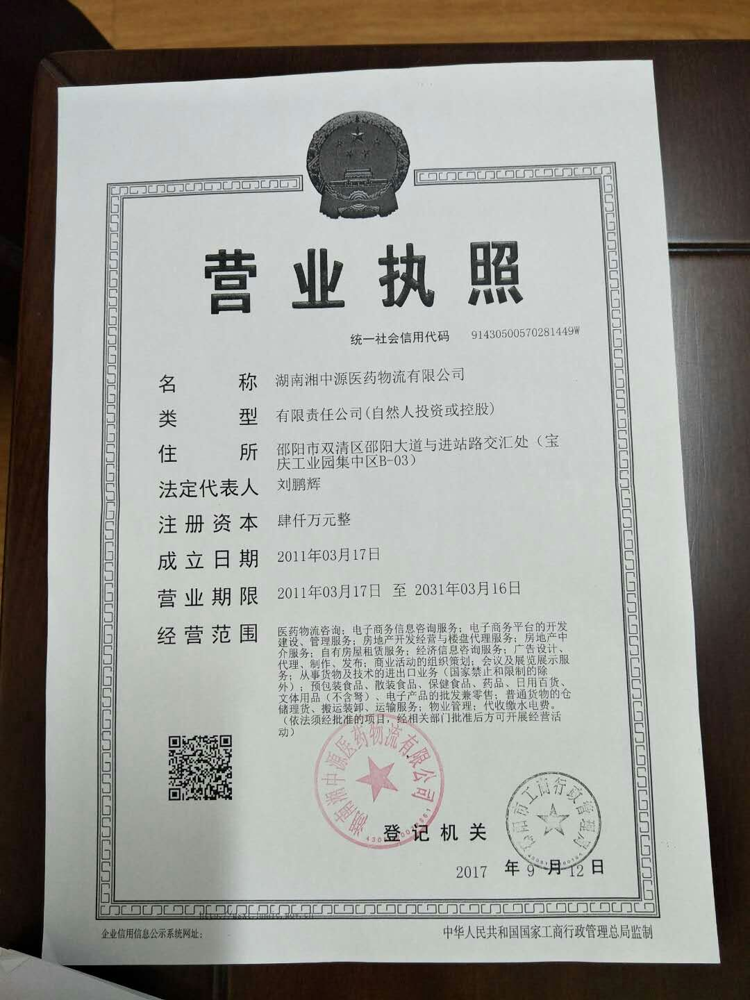 营业执照
统一社会信用代码 91430500570281449W
名称 湖南湘中源医药物流有限公司
类型 有限责任公司(自然人投资或控股)
住所 邵阳市双清区邵阳大道与进站路交汇处（宝
庆工业园集中区B-03）
法定代表人 刘鹏辉
注册资本 肆仟万元整
成立日期 2011年03月17日
营业期限 2011年03月17日 至 2031年03月16日
经营范围 医药物流咨询；电子商务信息咨询服务；电子商务平台的开发
建设、管理服务；房地产开发经营与楼盘代理服务；房地产中
介服务；自有房屋租赁服务；经济信息咨询服务；广告设计、
代理、制作、发布；商业活动的组织策划；会议及展览展示服
务；从事货物及技术的进出口业务（国家禁止和限制的除
外）；预包装食品、散装食品、保健食品、药品、日用百货、
文体用品（不含弩）、电子产品的批发兼零售；普通货物的仓
储理货、搬运装卸、运输服务；物业管理；代收缴水电费。
（依法须经批准的项目，经相关部门批准后方可开展经营活
动）
湖南湘中源医药物流有限公司
登记机关
阳市工商行政管理局
2017 年 9 月 12 日
企业信用信息公示系统网址：
中华人民共和国国家工商行政管理总局监制